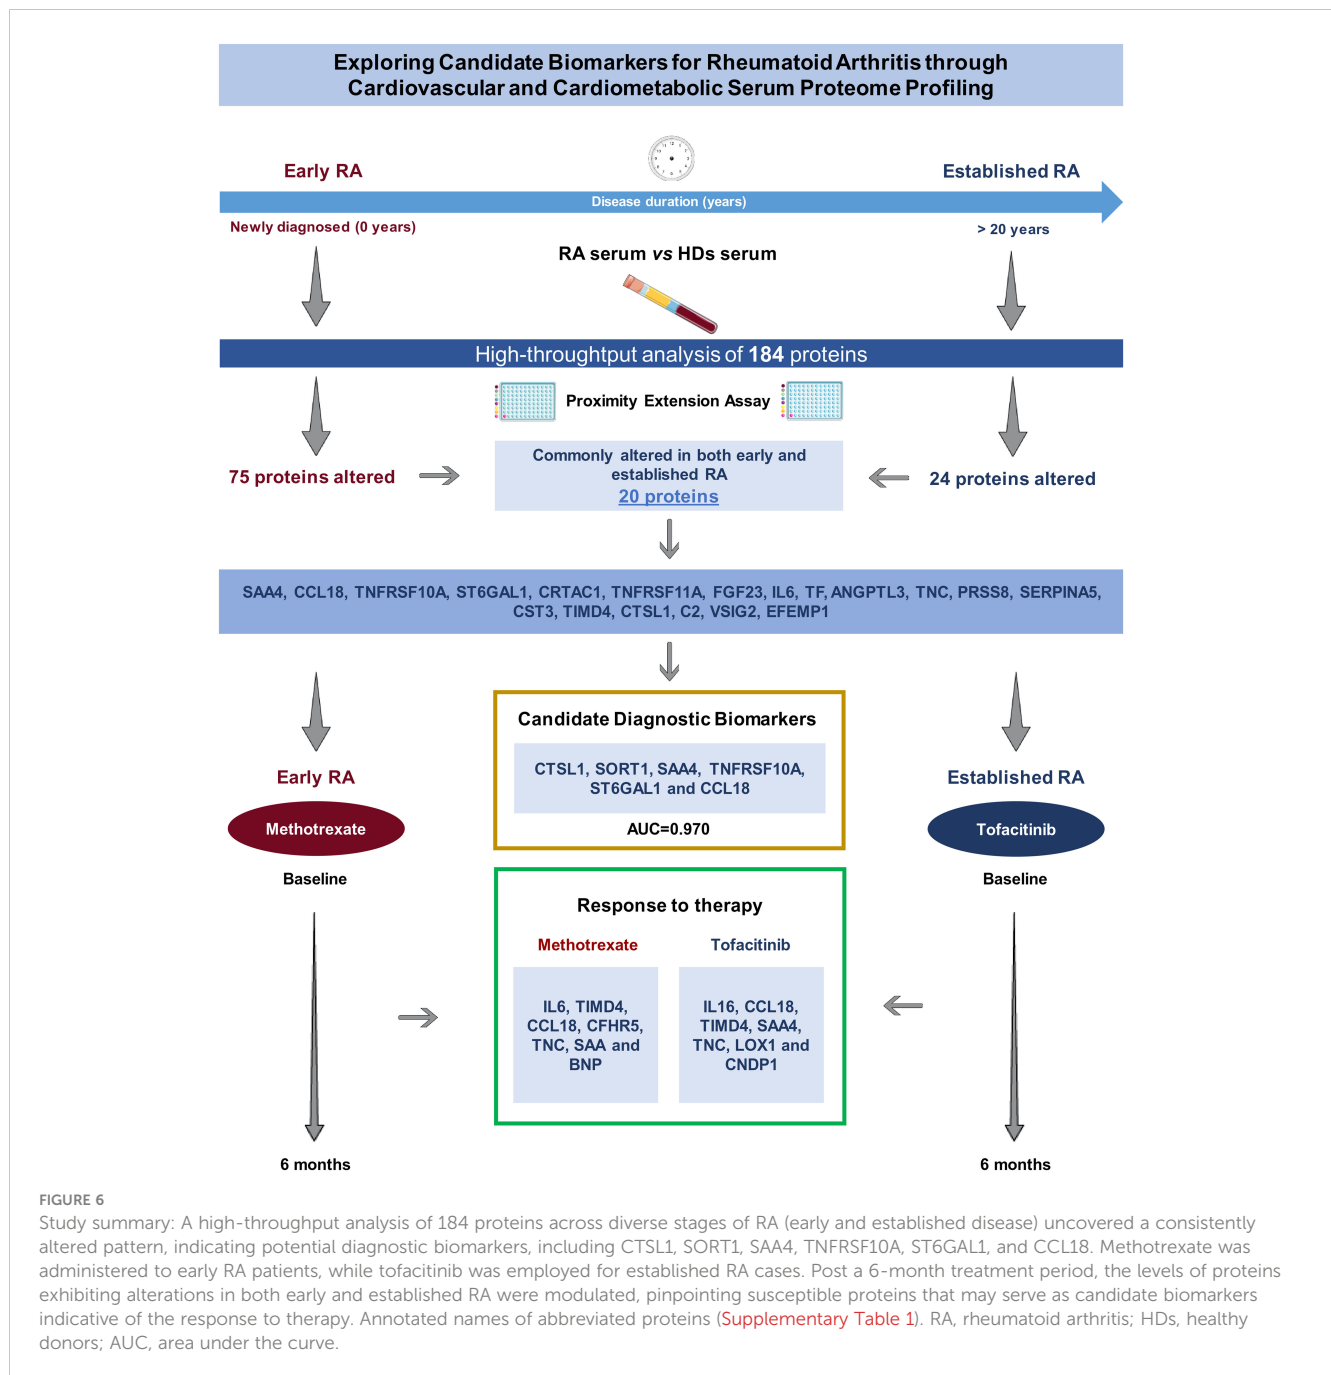 Exploring Candidate Biomarkers for Rheumatoid Arthritis through
Cardiovascular and Cardiometabolic Serum Proteome Profiling
Early RA
Established RA
Disease duration (years)
Newly diagnosed (0 years)
> 20 years
RA serum vs HDs serum
High-throughtput analysis of 184 proteins
Proximity Extension Assay
75 proteins altered
Commonly altered in both early and
established RA
20 proteins
24 proteins altered
SAA4, CCL18, TNFRSF10A, ST6GAL1, CRTAC1, TNFRSF11A, FGF23, IL6, TF, ANGPTL3, TNC, PRSS8, SERPINA5,
CST3, TIMD4, CTSL1, C2, VSIG2, EFEMP1
Candidate Diagnostic Biomarkers
CTSL1, SORT1, SAA4, TNFRSF10A,
ST6GAL1 and CCL18
AUC=0.970
Early RA
Methotrexate
Baseline
Established RA
Tofacitinib
Baseline
Response to therapy
Methotrexate
Tofacitinib
IL6, TIMD4,
CCL18, CFHR5,
TNC, SAA and
BNP
IL16, CCL18,
TIMD4, SAA4,
TNC, LOX1 and
CNDP1
6 months
6 months
FIGURE 6
Study summary: A high-throughput analysis of 184 proteins across diverse stages of RA (early and established disease) uncovered a consistently
altered pattern, indicating potential diagnostic biomarkers, including CTSL1, SORT1, SAA4, TNFRSF10A, ST6GAL1, and CCL18. Methotrexate was
administered to early RA patients, while tofacitinib was employed for established RA cases. Post a 6-month treatment period, the levels of proteins
exhibiting alterations in both early and established RA were modulated, pinpointing susceptible proteins that may serve as candidate biomarkers
indicative of the response to therapy. Annotated names of abbreviated proteins (Supplementary Table 1). RA, rheumatoid arthritis; HDs, healthy
donors; AUC, area under the curve.